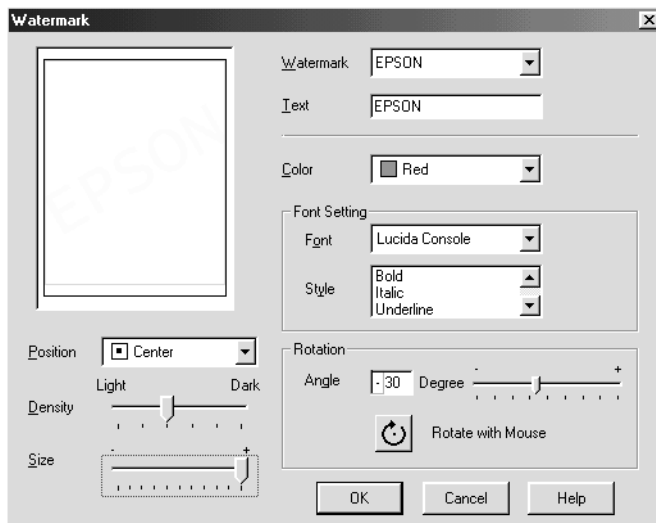 Watermark
EPSON
Watermark EPSON
Text EPSON
Color Red
Font Setting
Font Lucida Console
Style Bold
Italic
Underline
Position Center
Light Dark
Density
Size
- +
Rotation
- +
Angle -30 Degree
Rotate with Mouse
OK Cancel Help